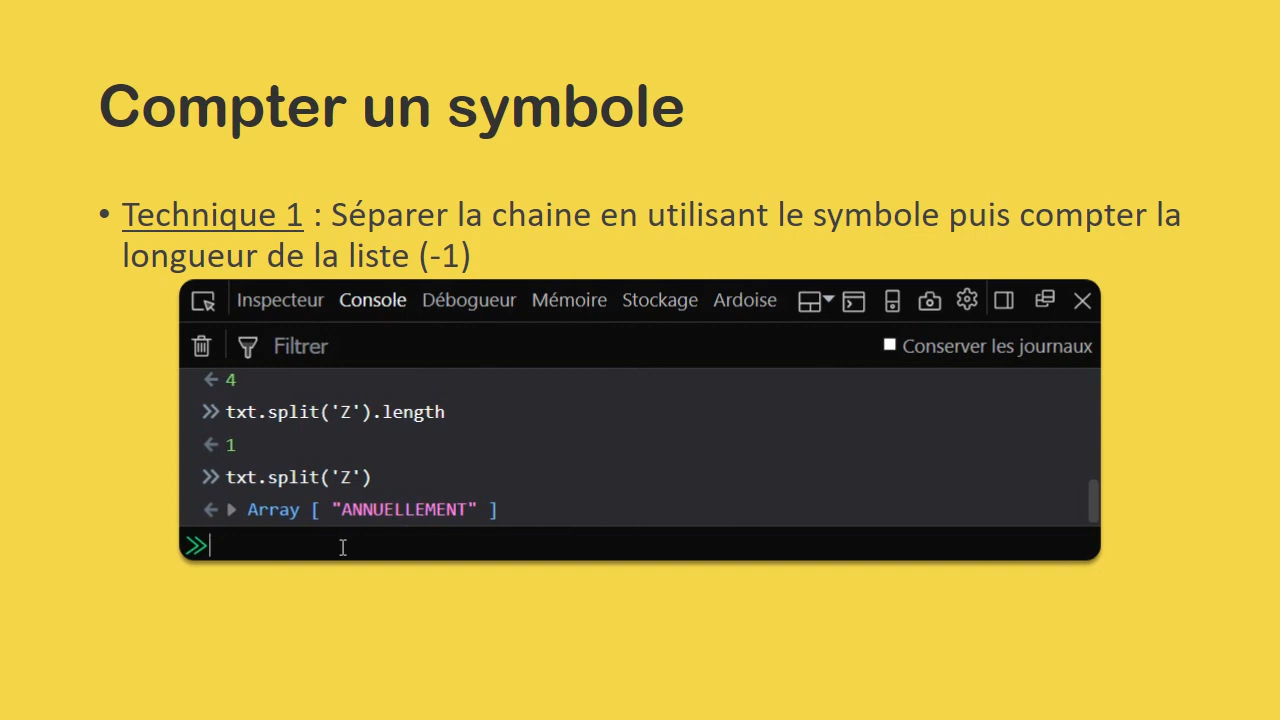 Compter un symbole
• Technique 1 : Séparer la chaine en utilisant le symbole puis compter la
longueur de la liste (-1)
Inspecteur Console Débogueur Mémoire Stockage Ardoise
Filtrer Conserver les journaux
4
txt.split('Z').length
1
txt.split('Z')
Array [ "ANNUELLEMENT" ]